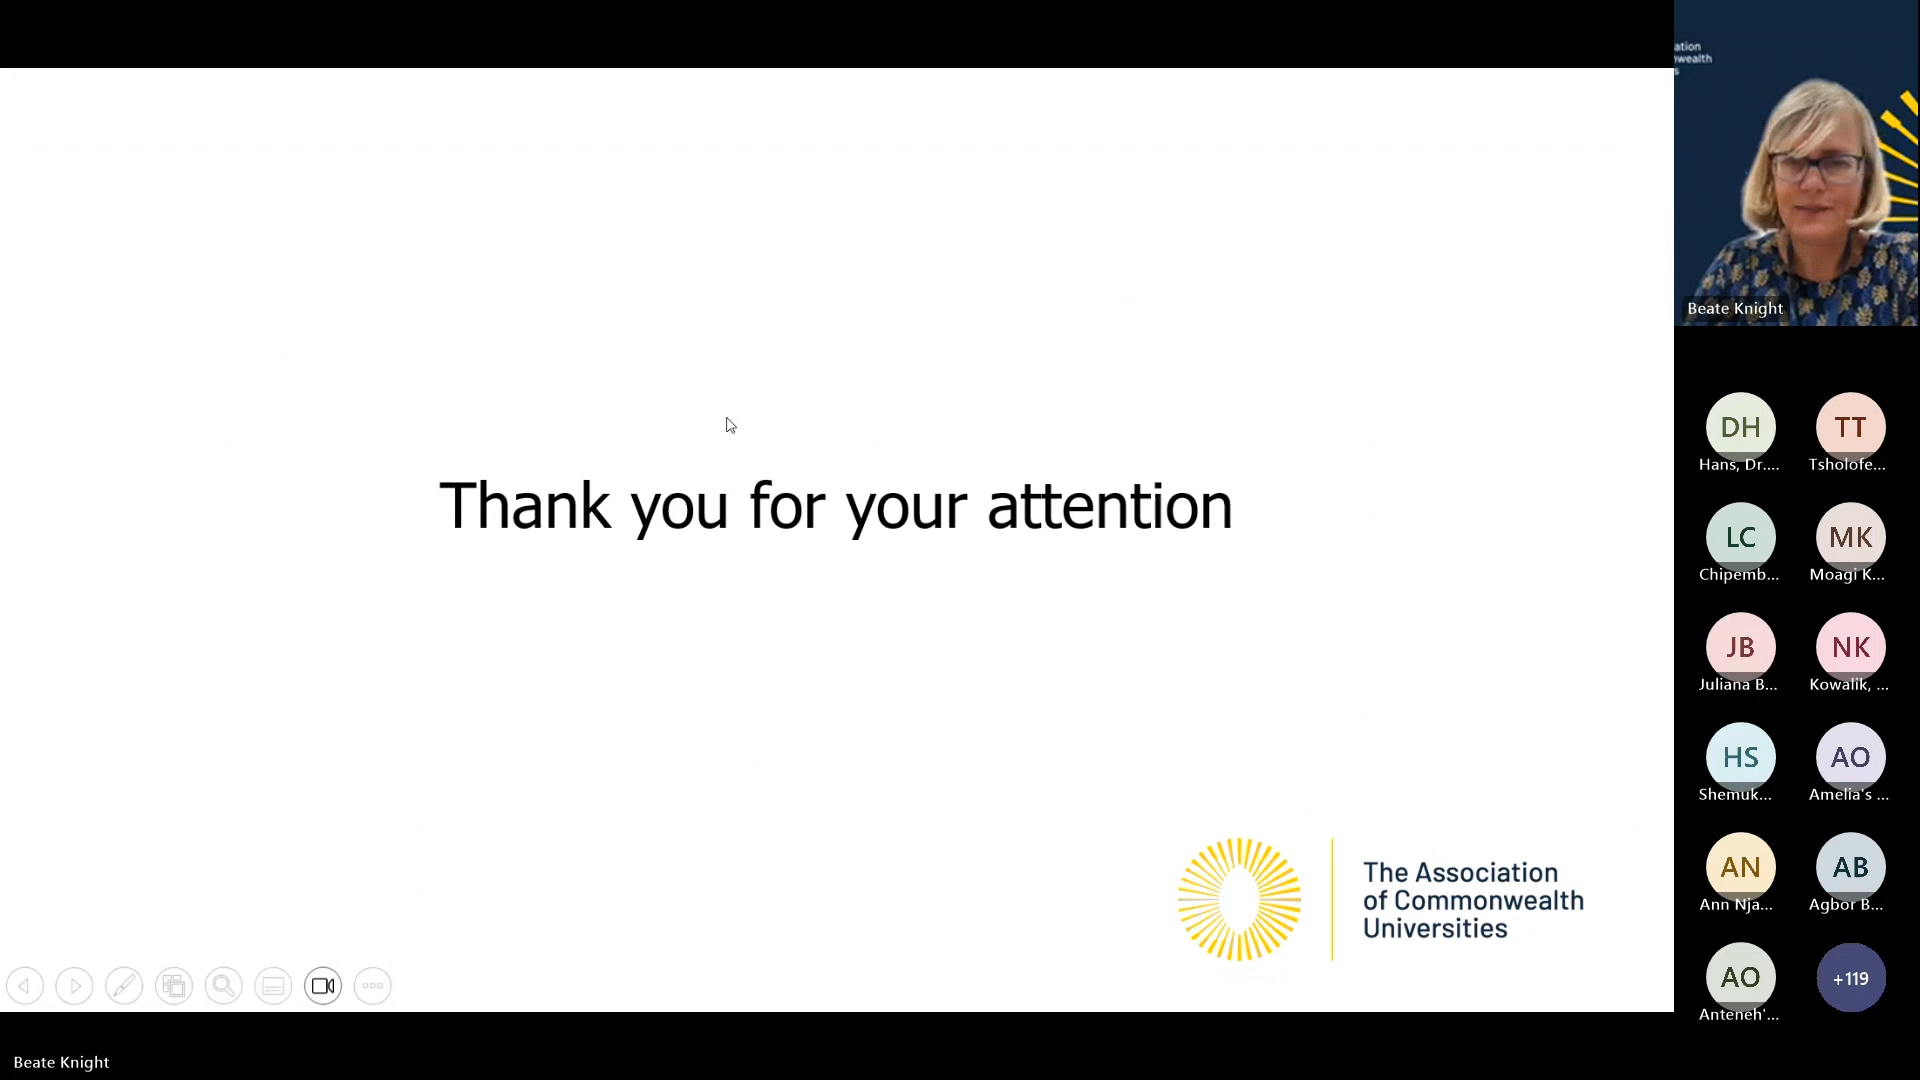 Thank you for your attention
The Association
of Commonwealth
Universities
Beate Knight
ation
wealth
s
Beate Knight
DH
Hans, Dr....
TT
Tsholofe...
LC
Chipemb...
MK
Moagi K...
JB
Juliana B...
NK
Kowalik, ...
HS
Shemuk...
AO
Amelia's ...
AN
Ann Nja...
AB
Agbor B...
AO
Anteneh'...
+119